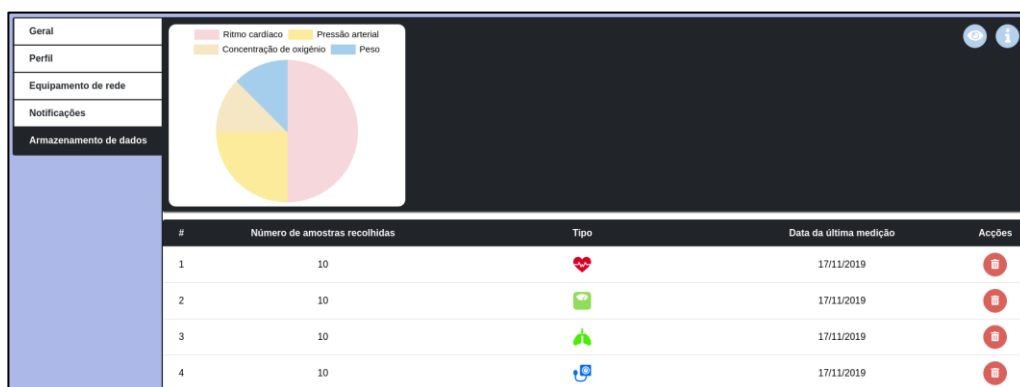 Geral
Perfil
Equipamento de rede
Notificações
Armazenamento de dados
Ritmo cardíaco Pressão arterial
Concentração de oxigénio Peso
# Número de amostras recolhidas Tipo Data da última medição Acções
1 10 17/11/2019
2 10 17/11/2019
3 10 17/11/2019
4 10 17/11/2019